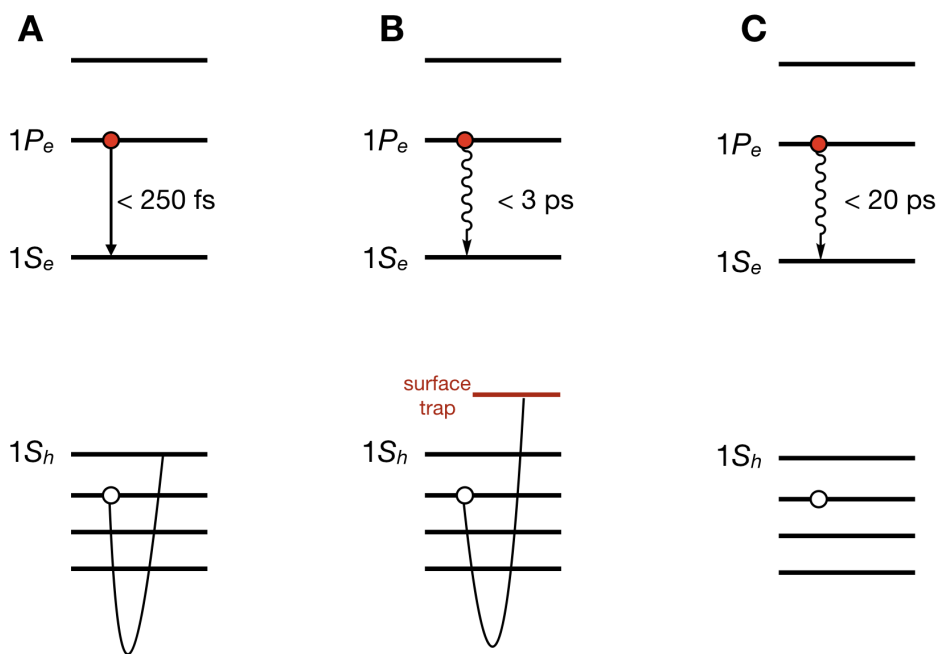 A
B
C
1Pe
< 250 fs
1Se
1Sh
1Pe
< 3 ps
1Se
surface
trap
1Sh
1Pe
< 20 ps
1Se
1Sh